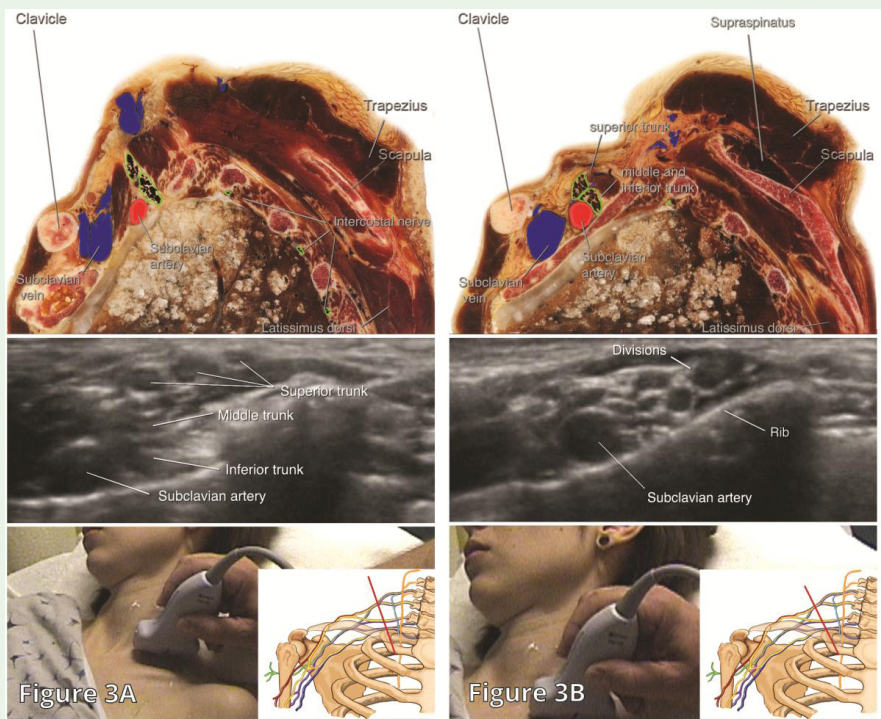 Clavicle
Trapezius
Scapula
Intercostal nerve
Subclavian
artery
Subclavian
vein
Latissimus dorsi
Clavicle
Supraspinatus
Trapezius
superior trunk
Scapula
middle and
inferior trunk
Subclavian
artery
Subclavian
vein
Latissimus dorsi
Superior trunk
Middle trunk
Inferior trunk
Subclavian artery
Divisions
Rib
Subclavian artery
Figure 3A
Figure 3B